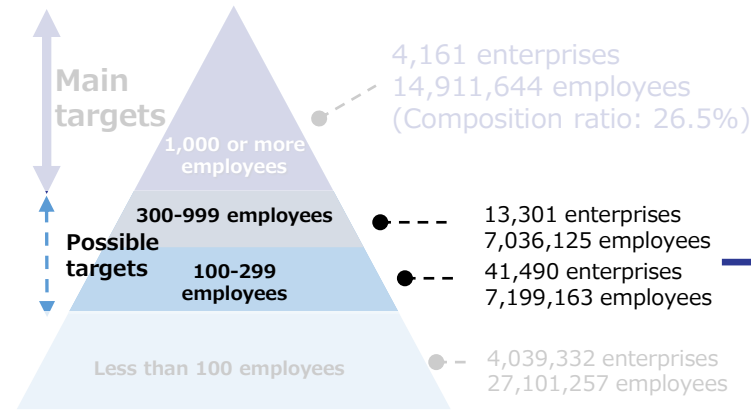 Main
targets
4,161 enterprises
14,911,644 employees
(Composition ratio: 26.5%)
1,000 or more
employees
300-999 employees
13,301 enterprises
7,036,125 employees
Possible
targets
100-299
employees
41,490 enterprises
7,199,163 employees
Less than 100 employees
4,039,332 enterprises
27,101,257 employees